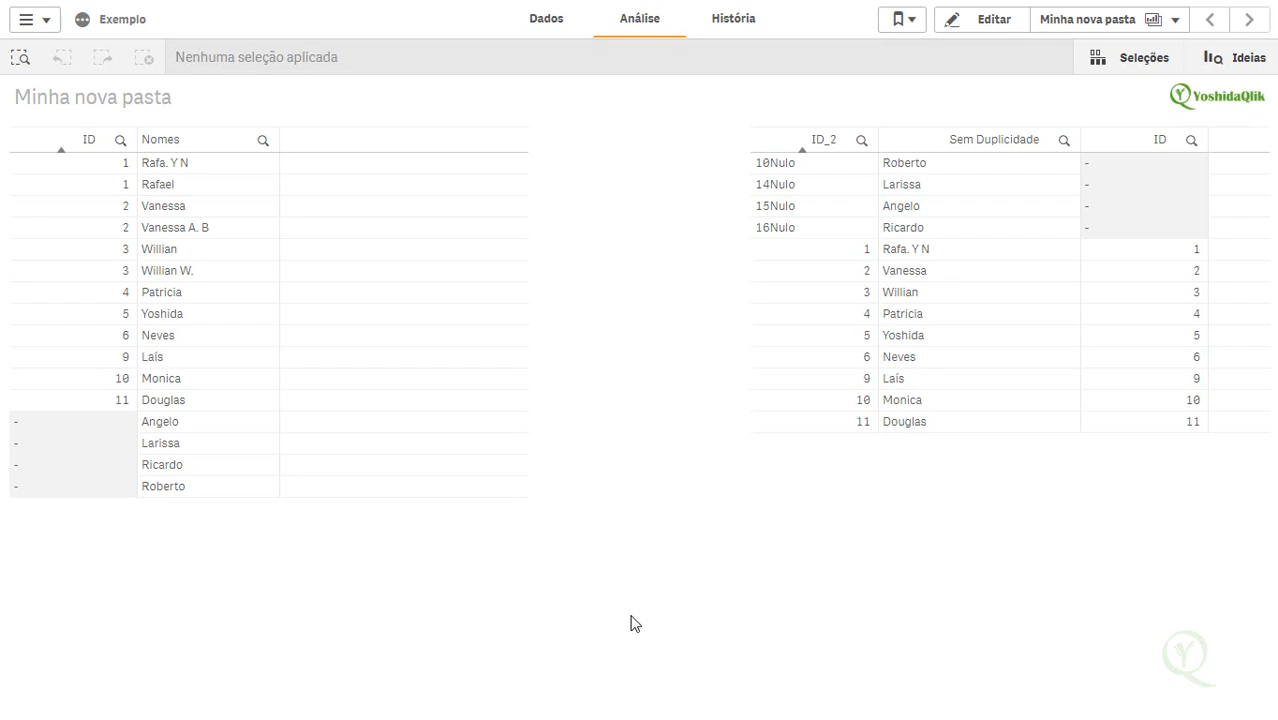 Exemplo
Dados
Análise
História
Editar
Minha nova pasta
Nenhuma seleção aplicada
Seleções
Ideias
Minha nova pasta
YoshidaQlik
ID Nomes
1 Rafa. Y N
1 Rafael
2 Vanessa
2 Vanessa A. B
3 Willian
3 Willian W.
4 Patricia
5 Yoshida
6 Neves
9 Laís
10 Monica
11 Douglas
- Angelo
- Larissa
- Ricardo
- Roberto
ID_2 Sem Duplicidade ID
10Nulo Roberto -
14Nulo Larissa -
15Nulo Angelo -
16Nulo Ricardo -
1 Rafa. Y N 1
2 Vanessa 2
3 Willian 3
4 Patricia 4
5 Yoshida 5
6 Neves 6
9 Laís 9
10 Monica 10
11 Douglas 11